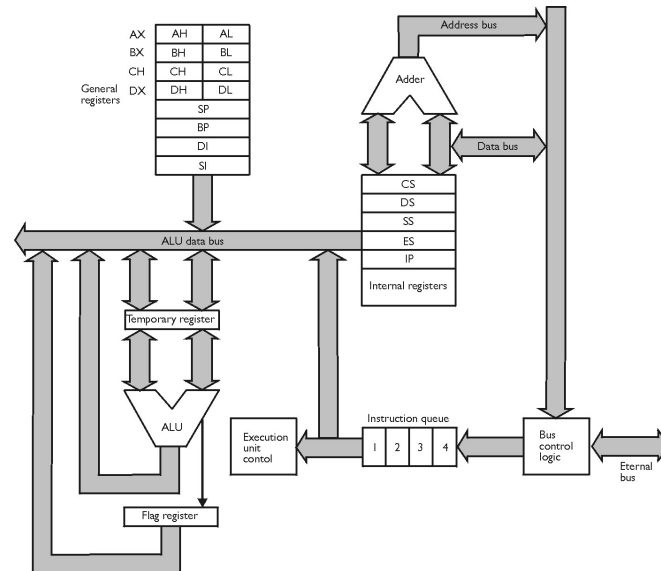 Address bus
AX AH AL
BX BH BL
CH CH CL
General registers
DX DH DL
SP
BP
DI
SI
Adder
Data bus
CS
DS
SS
ES
IP
Internal registers
ALU data bus
Temporary register
ALU
Flag register
Execution
unit
contol
Instruction queue
1 2 3 4
Bus
control
logic
Eternal
bus